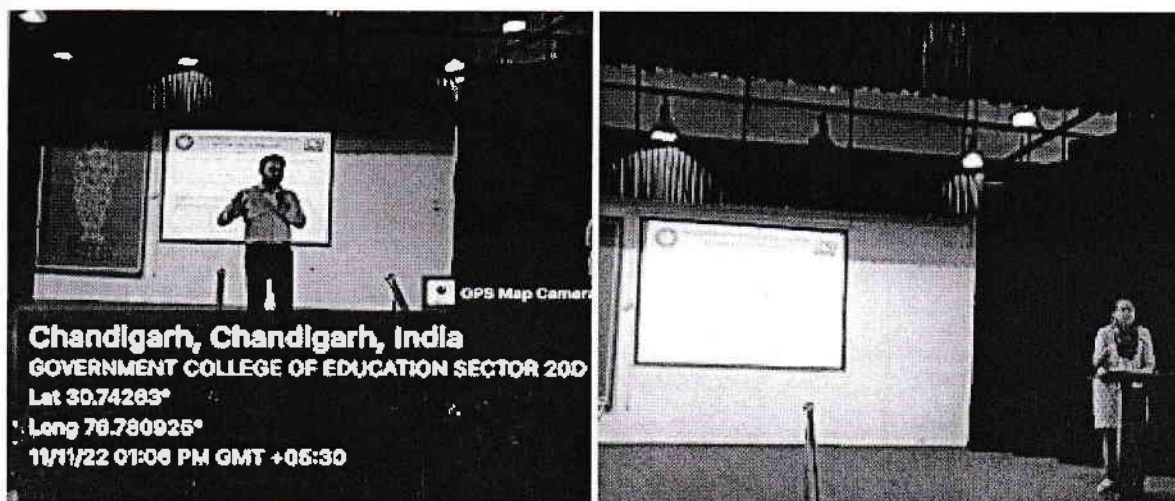 GPS Map Camera
Chandigarh, Chandigarh, India
GOVERNMENT COLLEGE OF EDUCATION SECTOR 20D
Lat 30.74263°
Long 76.780925°
11/11/22 01:06 PM GMT +05:30